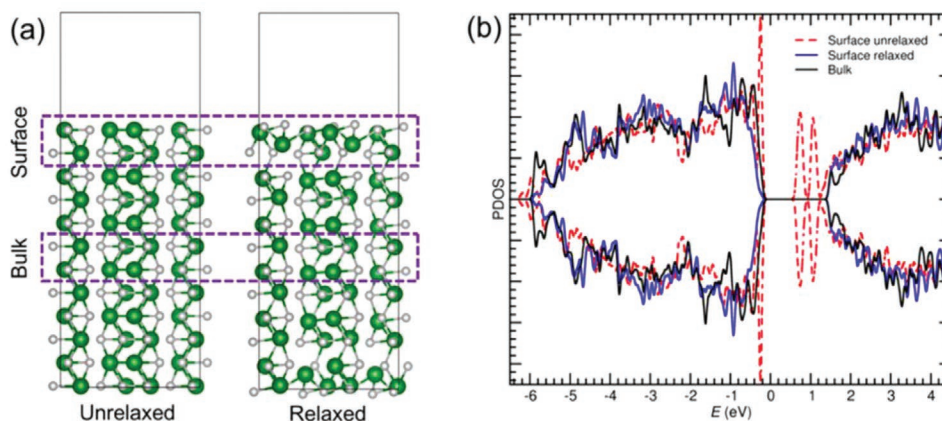 (a)
Surface
Bulk
Unrelaxed
Relaxed
(b)
Surface unrelaxed
Surface relaxed
Bulk
PDOS
-6 -5 -4 -3 -2 -1 0 1 2 3 4
E (eV)